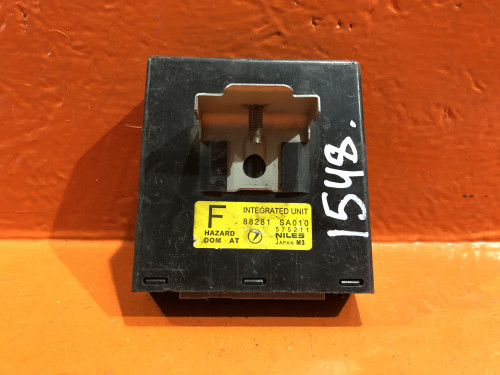 F
INTEGRATED UNIT
88281 SA010
575211
HAZARD
DOM AT
NILES
JAPAN M3
1548.